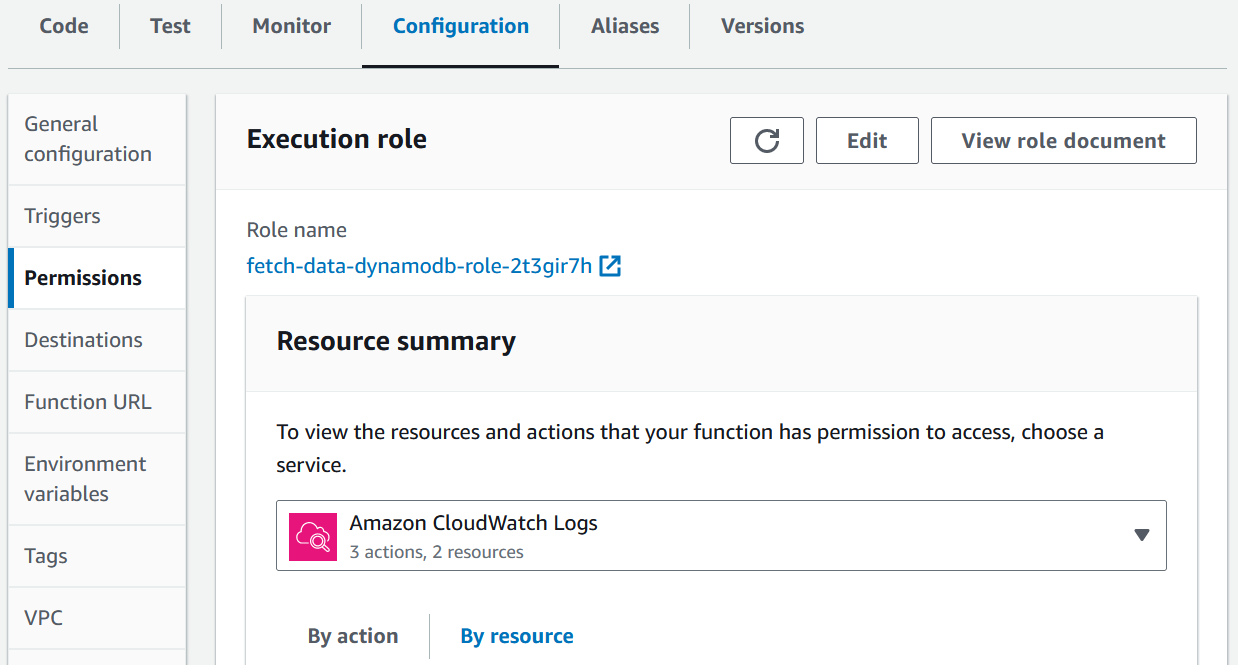 Code Test Monitor Configuration Aliases Versions
General
configuration
Triggers
Permissions
Destinations
Function URL
Environment
variables
Tags
VPC
Execution role
Edit
View role document
Role name
fetch-data-dynamodb-role-2t3gir7h
Resource summary
To view the resources and actions that your function has permission to access, choose a
service.
Amazon CloudWatch Logs
3 actions, 2 resources
By action By resource